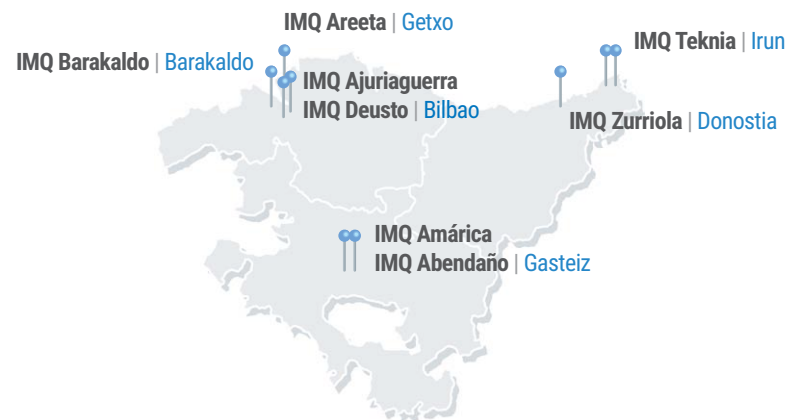 IMQ Areeta | Getxo
IMQ Teknia | Irun
IMQ Barakaldo | Barakaldo
IMQ Ajuriaguerra
IMQ Deusto | Bilbao
IMQ Zurriola | Donostia
IMQ Amárica
IMQ Abendaño | Gasteiz